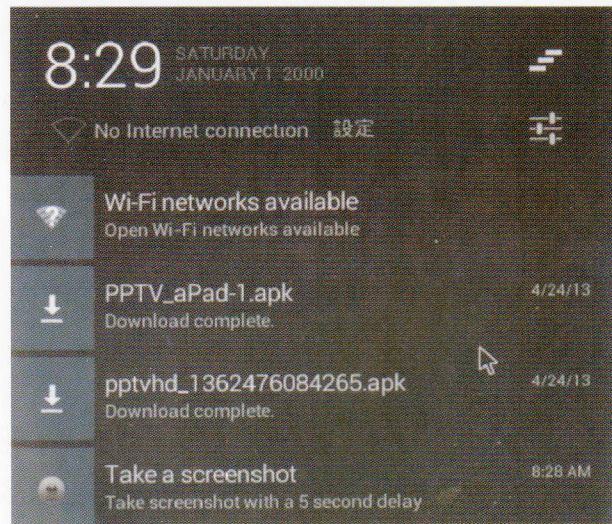 8:29 SATURDAY
JANUARY 1 2000
No Internet connection 設定
Wi-Fi networks available
Open Wi-Fi networks available
PPTV_aPad-1.apk 4/24/13
Download complete.
pptvhd_1362476084265.apk 4/24/13
Download complete.
Take a screenshot 8:28 AM
Take screenshot with a 5 second delay